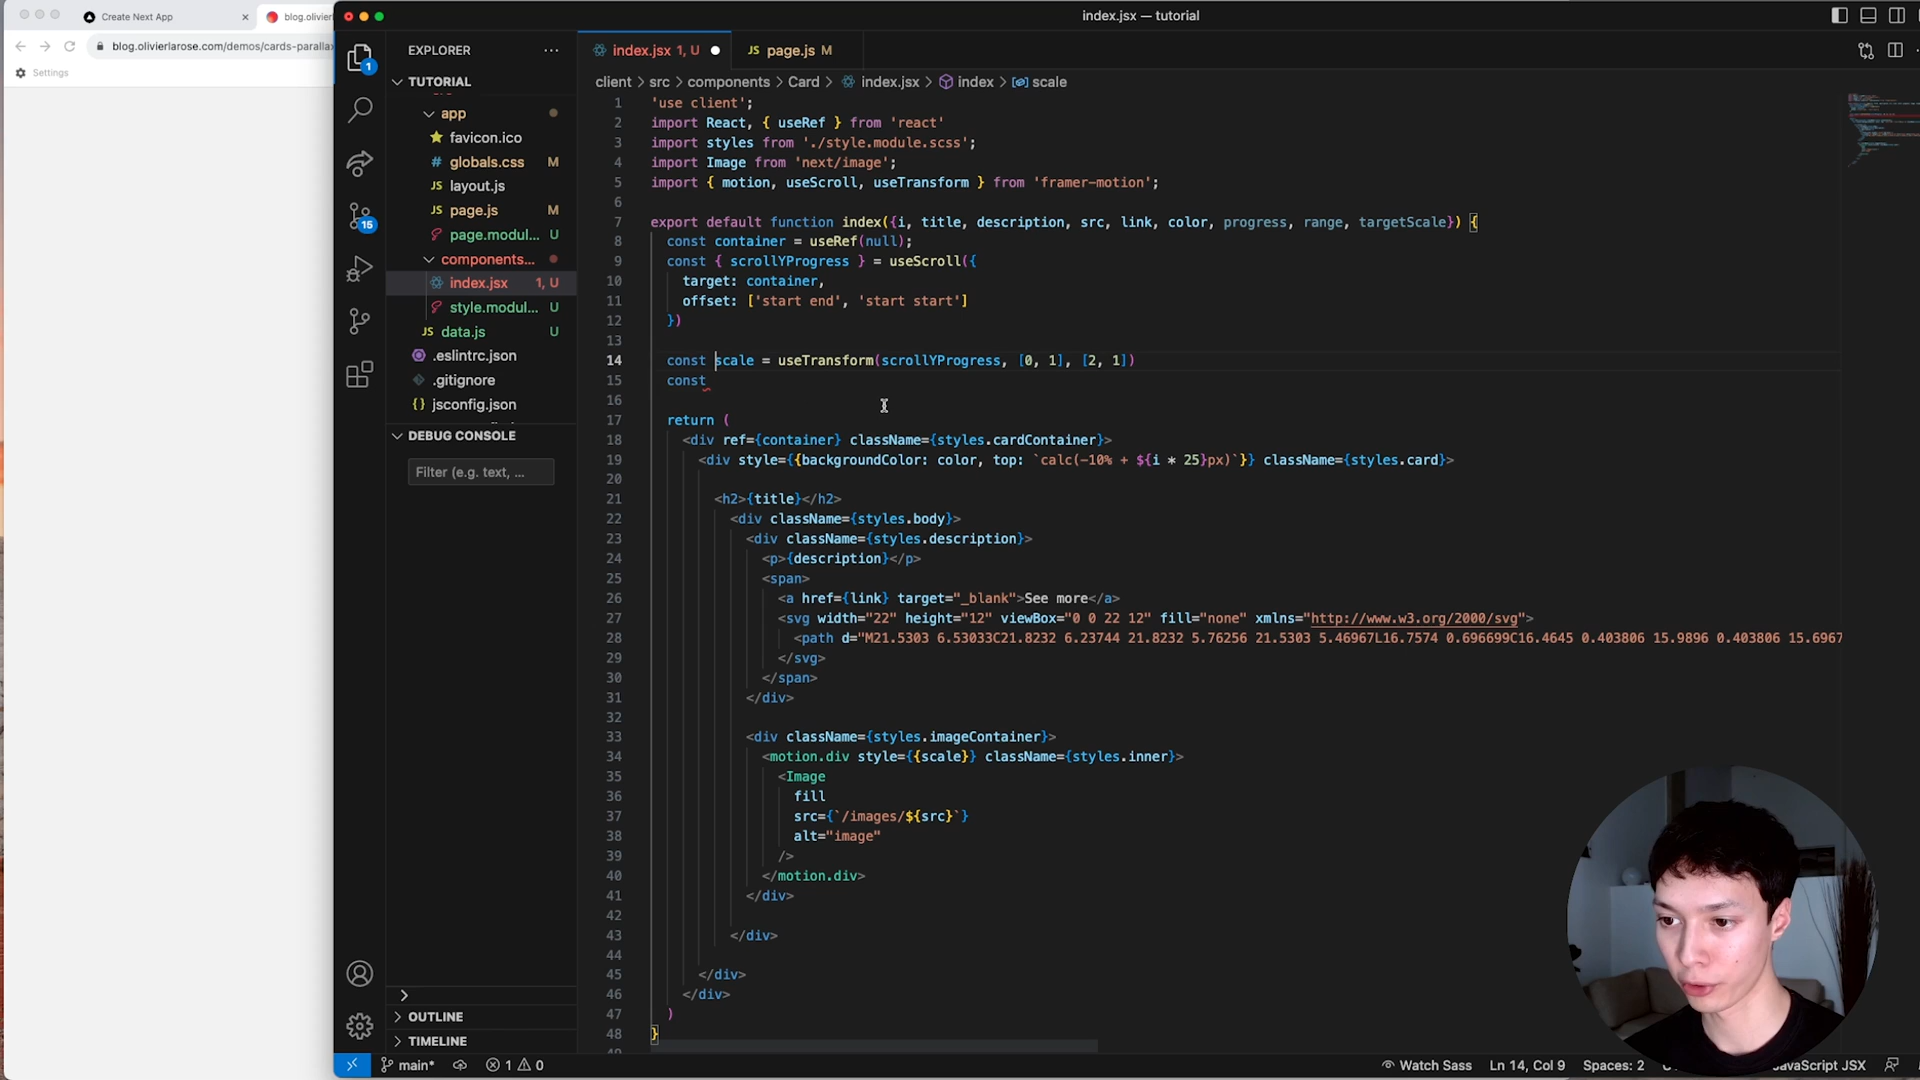 Create Next App
blog.olivierl
blog.olivierlarose.com/demos/cards-paralla
Settings
index.jsx — tutorial
EXPLORER
TUTORIAL
app
favicon.ico
globals.css M
layout.js
page.js M
page.modul... U
components...
index.jsx 1, U
style.modul... U
data.js U
.eslintrc.json
.gitignore
jsconfig.json
DEBUG CONSOLE
Filter (e.g. text, ...
OUTLINE
TIMELINE
1
15
index.jsx 1, U
JS page.js M
client > src > components > Card > index.jsx > index > scale
1 'use client';
2 import React, { useRef } from 'react'
3 import styles from './style.module.scss';
4 import Image from 'next/image';
5 import { motion, useScroll, useTransform } from 'framer-motion';
6
7 export default function index({i, title, description, src, link, color, progress, range, targetScale}) {
8 const container = useRef(null);
9 const { scrollYProgress } = useScroll({
10 target: container,
11 offset: ['start end', 'start start']
12 })
13
14 const scale = useTransform(scrollYProgress, [0, 1], [2, 1])
15 const
16
17 return (
18 <div ref={container} className={styles.cardContainer}>
19 <div style={{backgroundColor: color, top: `calc(-10% + ${i * 25}px)`}} className={styles.card}>
20
21 <h2>{title}</h2>
22 <div className={styles.body}>
23 <div className={styles.description}>
24 <p>{description}</p>
25 <span>
26 <a href={link} target="_blank">See more</a>
27 <svg width="22" height="12" viewBox="0 0 22 12" fill="none" xmlns="http://www.w3.org/2000/svg">
28 <path d="M21.5303 6.53033C21.8232 6.23744 21.8232 5.76256 21.5303 5.46967L16.7574 0.696699C16.4645 0.403806 15.9896 0.403806 15.6967
29 </svg>
30 </span>
31 </div>
32
33 <div className={styles.imageContainer}>
34 <motion.div style={{scale}} className={styles.inner}>
35 <Image
36 fill
37 src={`/images/${src}`}
38 alt="image"
39 />
40 </motion.div>
41 </div>
42
43 </div>
44
45 </div>
46 </div>
47 )
48 }
main*
1 0
Watch Sass
Ln 14, Col 9
Spaces: 2
JavaScript JSX